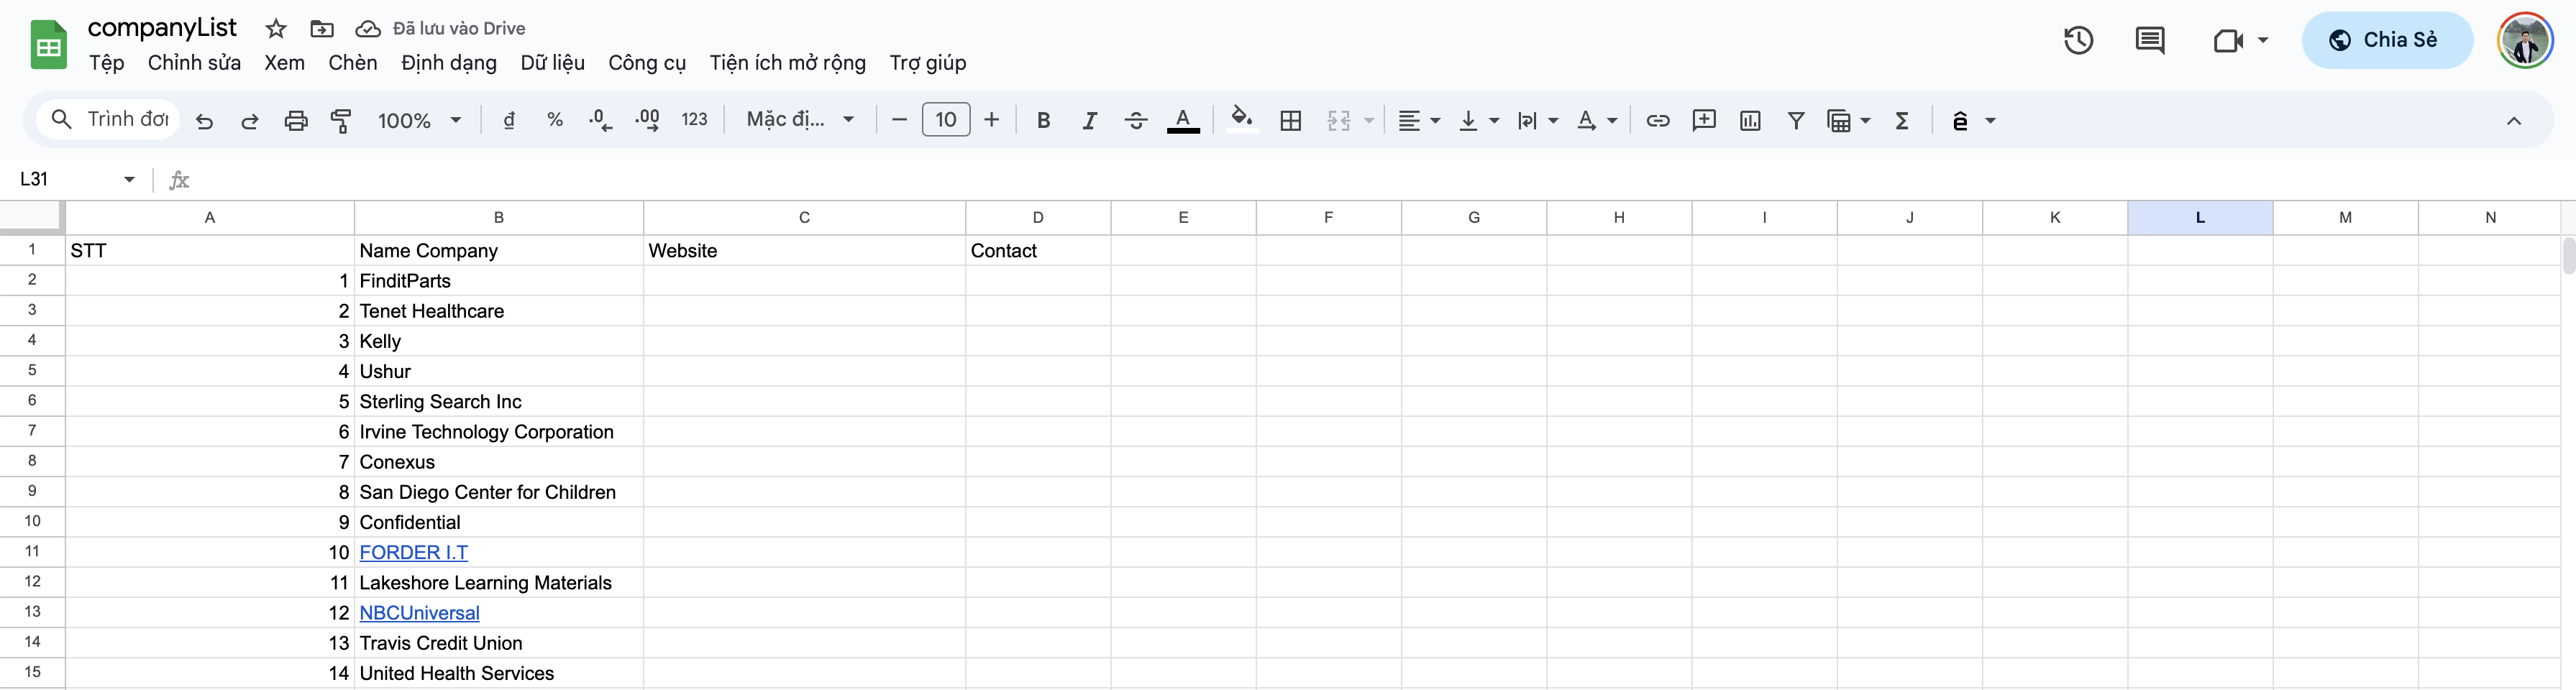 companyList Đã lưu vào Drive
Tệp Chỉnh sửa Xem Chèn Định dạng Dữ liệu Công cụ Tiện ích mở rộng Trợ giúp
Chia Sẻ
Trình đơn 100% đ % .0 .00 123 Mặc đị... 10 B I A A Σ ê
L31 fx
A B C D E F G H I J K L M N
1 STT Name Company Website Contact
2 1 FinditParts
3 2 Tenet Healthcare
4 3 Kelly
5 4 Ushur
6 5 Sterling Search Inc
7 6 Irvine Technology Corporation
8 7 Conexus
9 8 San Diego Center for Children
10 9 Confidential
11 10 FORDER I.T
12 11 Lakeshore Learning Materials
13 12 NBCUniversal
14 13 Travis Credit Union
15 14 United Health Services